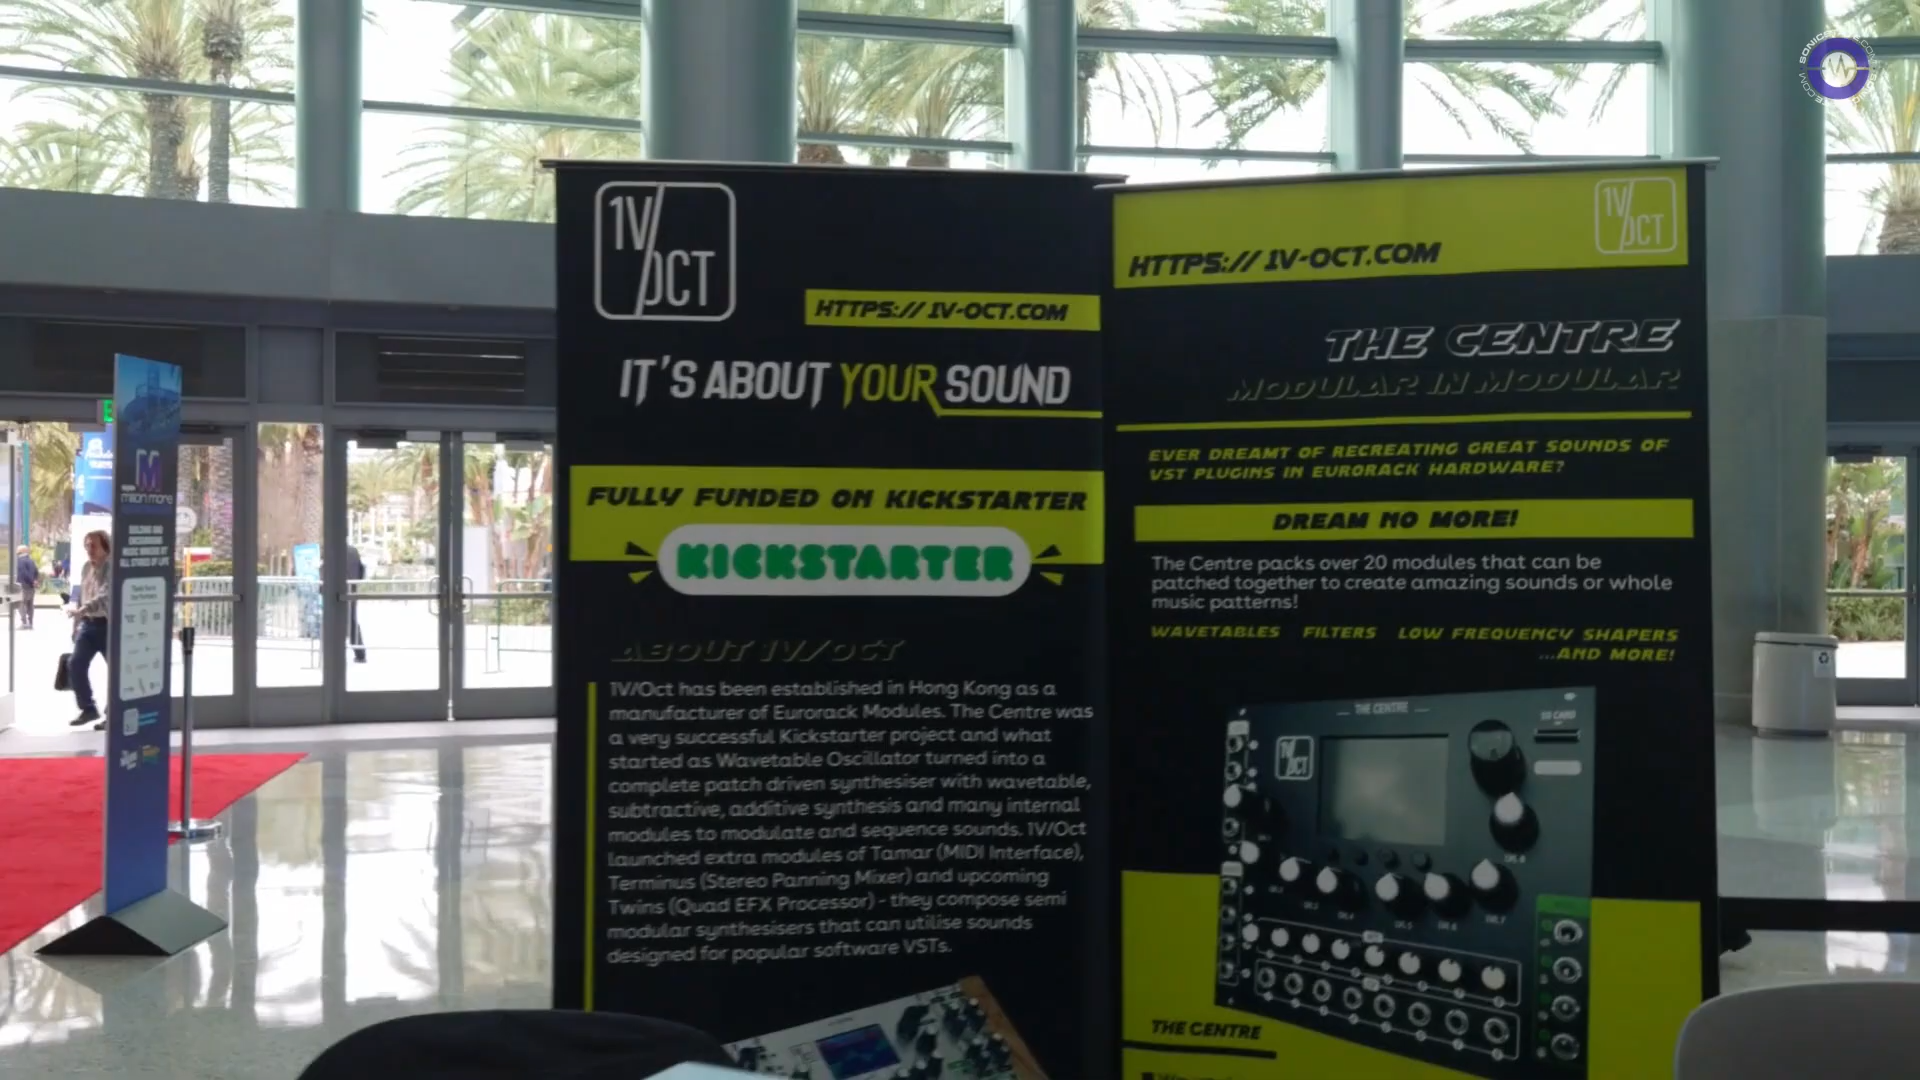 1V/OCT
HTTPS:// 1V-OCT.COM
IT'S ABOUT YOUR SOUND
FULLY FUNDED ON KICKSTARTER
KICKSTARTER
ABOUT 1V/OCT
1V/Oct has been established in Hong Kong as a
manufacturer of Eurorack Modules. The Centre was
a very successful Kickstarter project and what
started as Wavetable Oscillator turned into a
complete patch driven synthesiser with wavetable,
subtractive, additive synthesis and many internal
modules to modulate and sequence sounds. 1V/Oct
launched extra modules of Tamar (MIDI Interface),
Terminus (Stereo Panning Mixer) and upcoming
Twins (Quad EFX Processor) - they compose semi
modular synthesisers that can utilise sounds
designed for popular software VSTs.
1V/OCT
HTTPS:// 1V-OCT.COM
THE CENTRE
MODULAR IN MODULAR
EVER DREAMT OF RECREATING GREAT SOUNDS OF
VST PLUGINS IN EURORACK HARDWARE?
DREAM NO MORE!
The Centre packs over 20 modules that can be
patched together to create amazing sounds or whole
music patterns!
WAVETABLES FILTERS LOW FREQUENCY SHAPERS
...AND MORE!
THE CENTRE
SD CARD
1V/OCT
THE CENTRE
M
million more
ALL STAGES OF LIFE